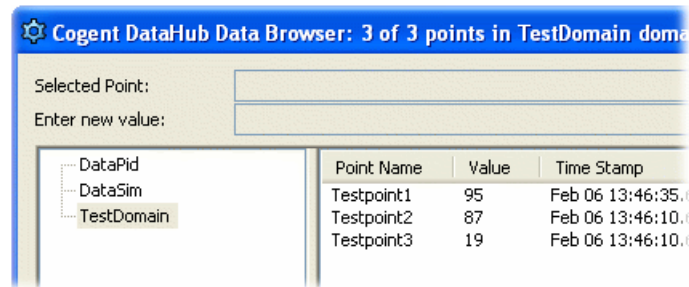 Cogent DataHub Data Browser: 3 of 3 points in TestDomain doma
Selected Point:
Enter new value:
DataPid
DataSim
TestDomain
Point Name Value Time Stamp
Testpoint1 95 Feb 06 13:46:35.
Testpoint2 87 Feb 06 13:46:10.
Testpoint3 19 Feb 06 13:46:10.